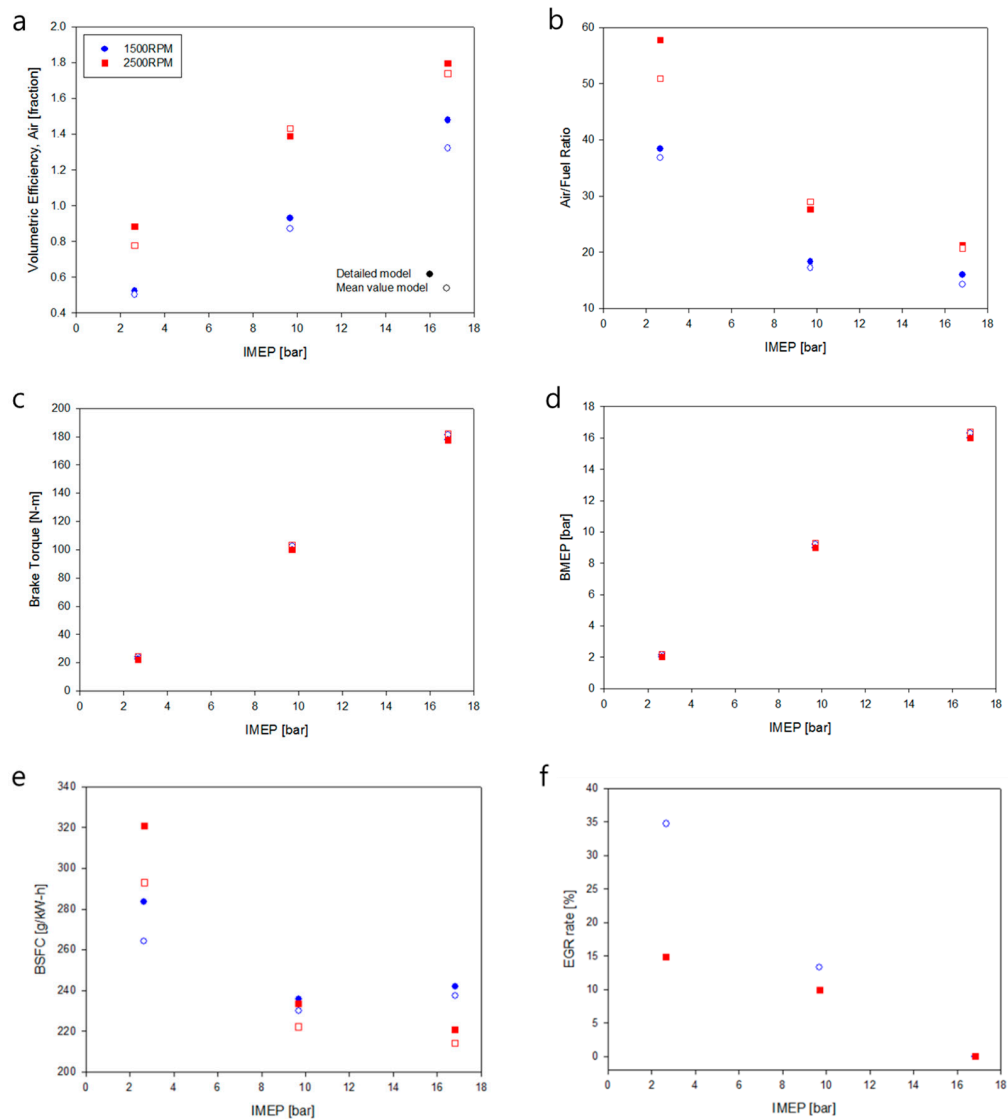 a
2.0
1.8
1.6
1.4
1.2
1.0
0.8
0.6
0.4
Volumetric Efficiency, Air [fraction]
1500RPM
2500RPM
Detailed model
Mean value model
0 2 4 6 8 10 12 14 16 18
IMEP [bar]
b
60
50
40
30
20
10
Air/Fuel Ratio
0 2 4 6 8 10 12 14 16 18
IMEP [bar]
c
200
180
160
140
120
100
80
60
40
20
0
Brake Torque [N-m]
0 2 4 6 8 10 12 14 16 18
IMEP [bar]
d
18
16
14
12
10
8
6
4
2
0
BMEP [bar]
0 2 4 6 8 10 12 14 16 18
IMEP [bar]
e
340
320
300
280
260
240
220
200
BSFC [g/kW-h]
0 2 4 6 8 10 12 14 16 18
IMEP [bar]
f
40
35
30
25
20
15
10
5
0
EGR rate [%]
0 2 4 6 8 10 12 14 16 18
IMEP [bar]